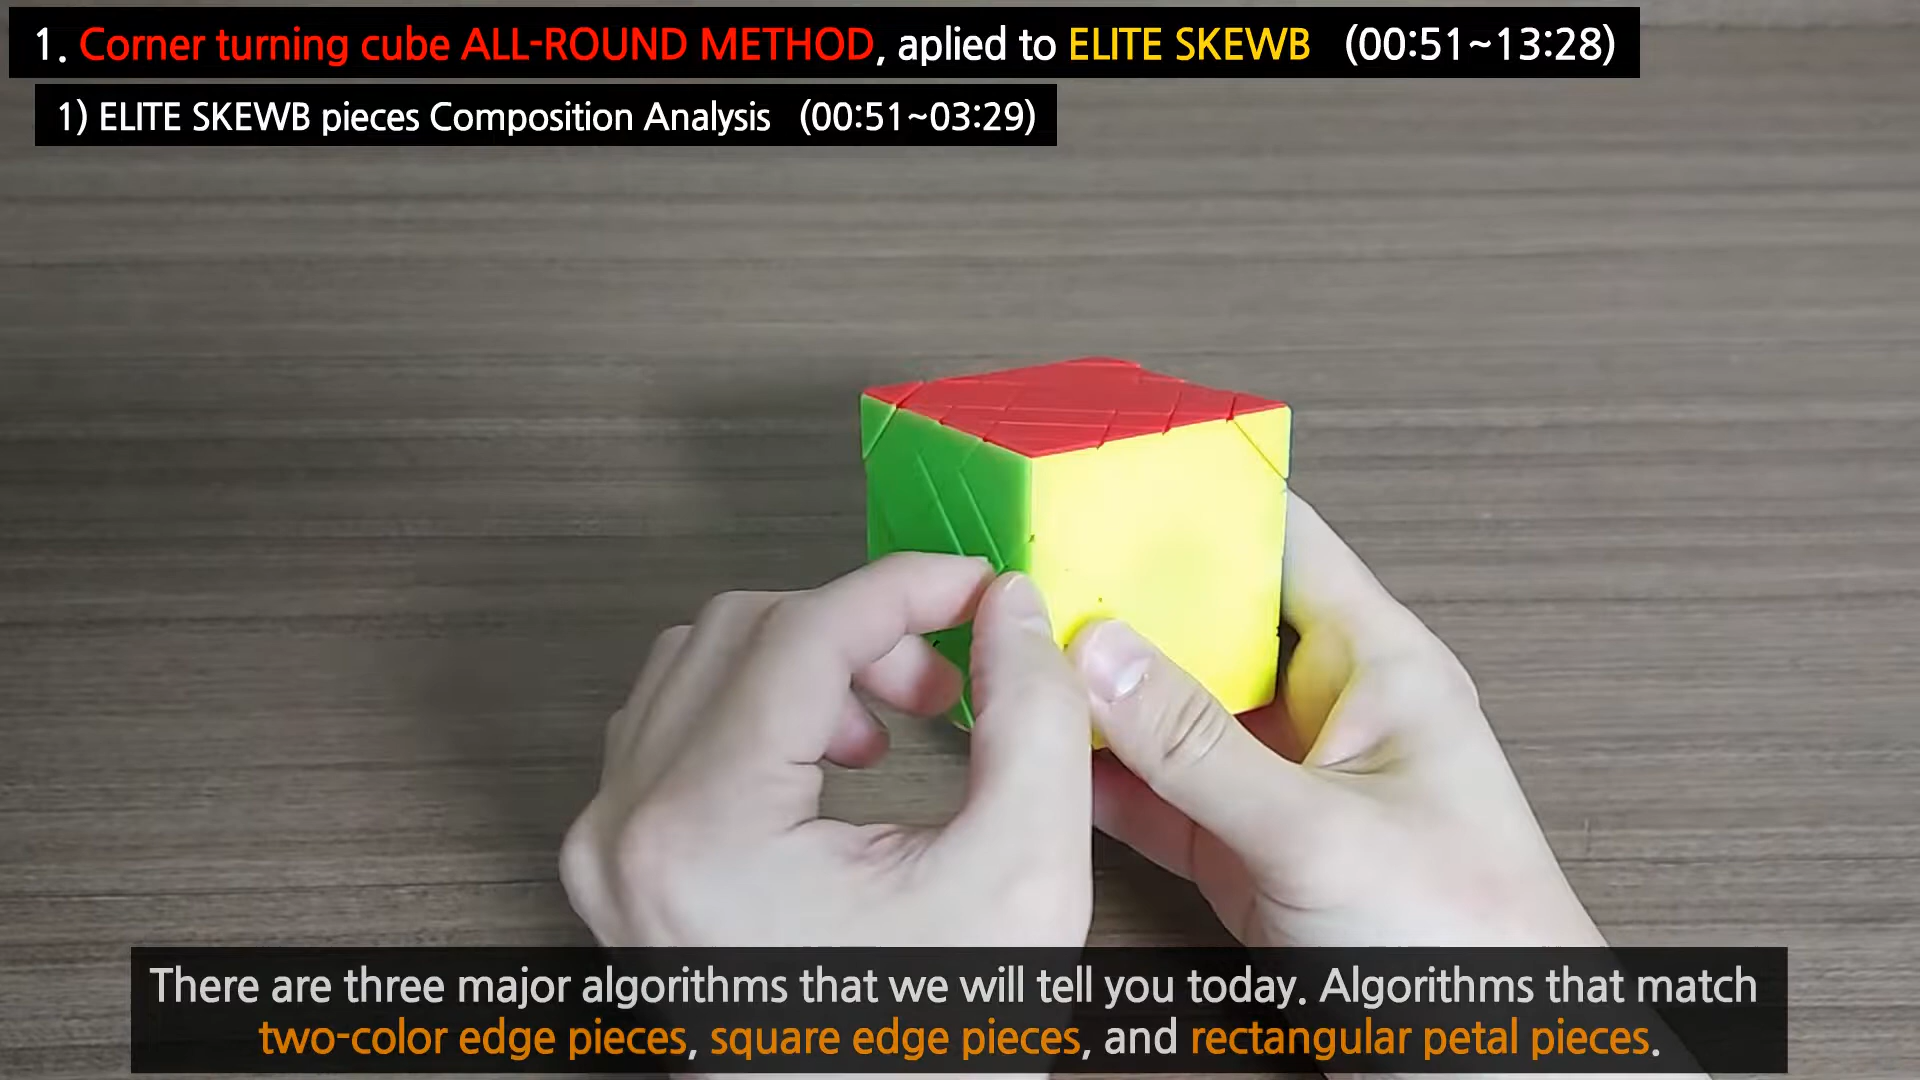 1. Corner turning cube ALL-ROUND METHOD, aplied to ELITE SKEWB (00:51~13:28)
1) ELITE SKEWB pieces Composition Analysis (00:51~03:29)
There are three major algorithms that we will tell you today. Algorithms that match
two-color edge pieces, square edge pieces, and rectangular petal pieces.